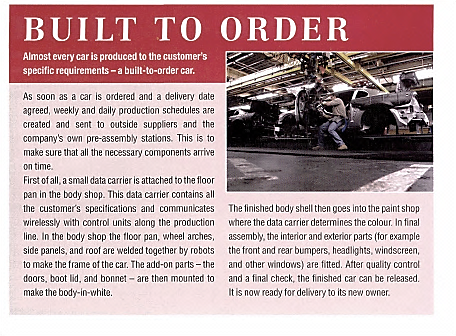 BUILT TO ORDER
Almost every car is produced to the customer's
specific requirements – a built-to-order car.
As soon as a car is ordered and a delivery date
agreed, weekly and daily production schedules are
created and sent to outside suppliers and the
company's own pre-assembly stations. This is to
make sure that all the necessary components arrive
on time.
First of all, a small data carrier is attached to the floor
pan in the body shop. This data carrier contains all
the customer's specifications and communicates
wirelessly with control units along the production
line. In the body shop the floor pan, wheel arches,
side panels, and roof are welded together by robots
to make the frame of the car. The add-on parts – the
doors, boot lid, and bonnet – are then mounted to
make the body-in-white.
The finished body shell then goes into the paint shop
where the data carrier determines the colour. In final
assembly, the interior and exterior parts (for example
the front and rear bumpers, headlights, windscreen,
and other windows) are fitted. After quality control
and a final check, the finished car can be released.
It is now ready for delivery to its new owner.